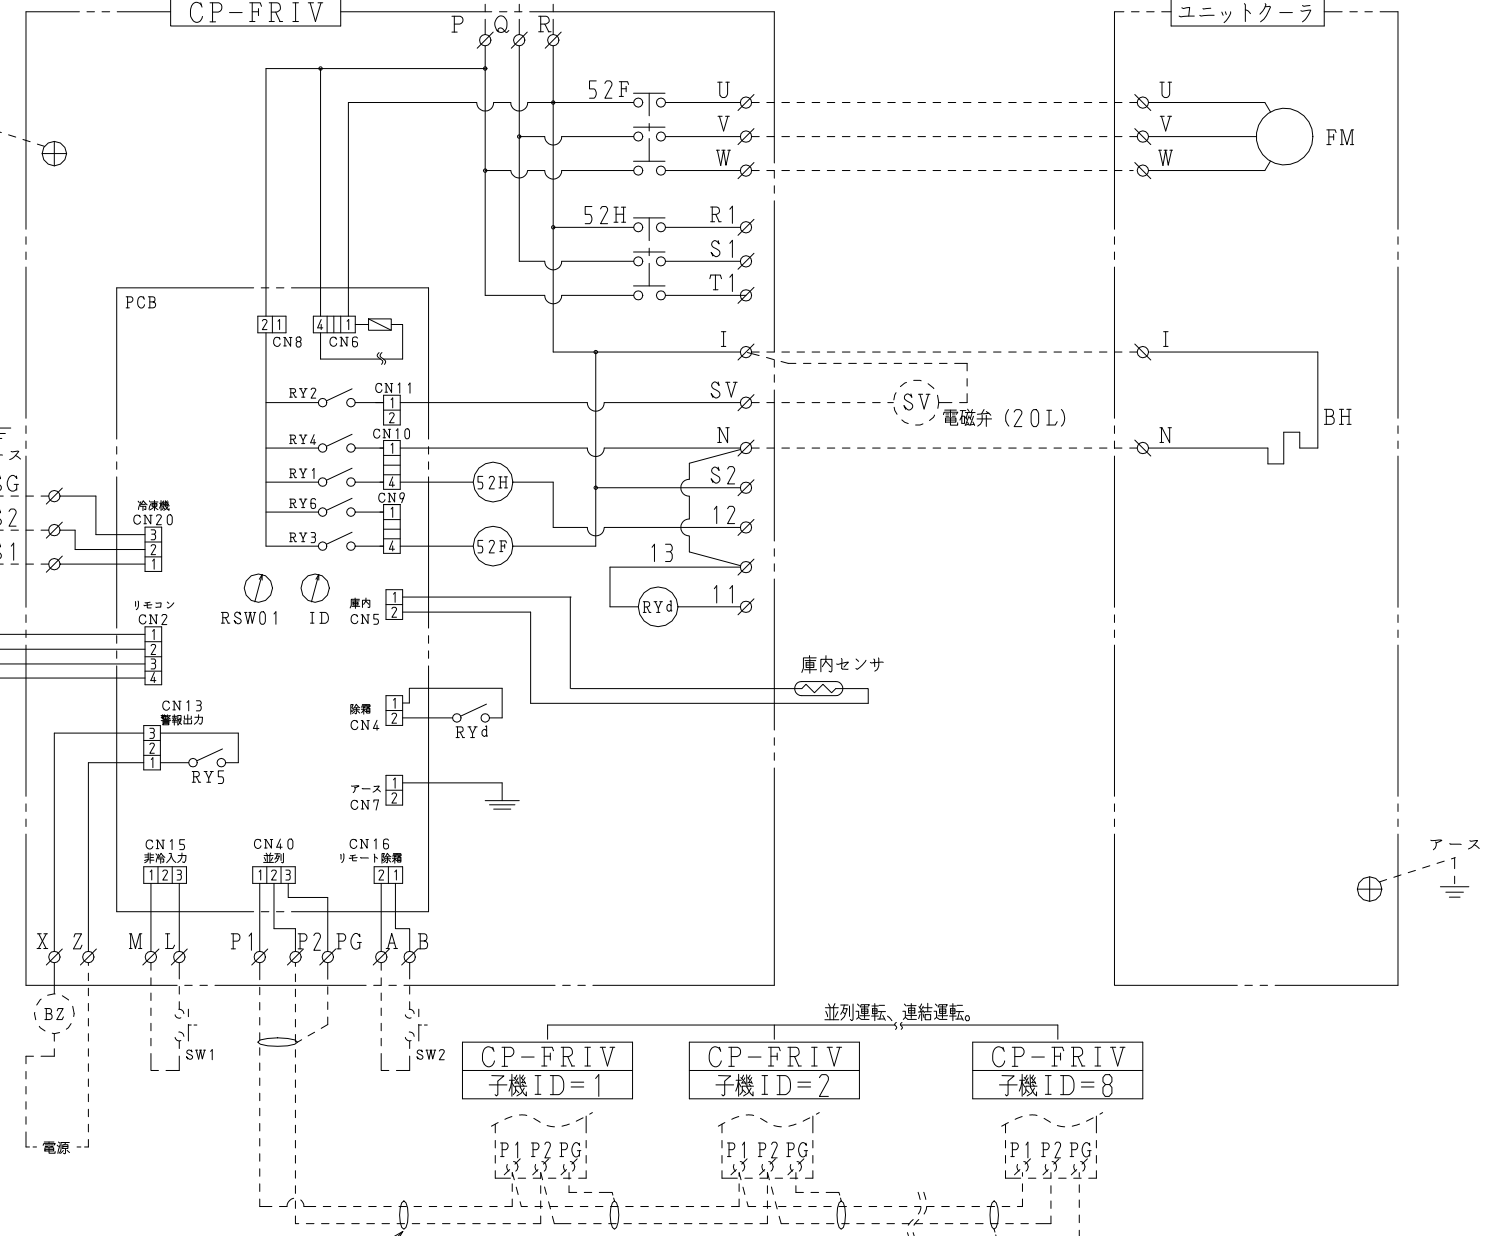 CP-FRIV
ユニットクーラ
P Q R
52F U
V
W
U
V
W
FM
52H R1
S1
T1
PCB
2 1
CN8
4 1
CN6
I
I
RY2 CN11
1
2
SV
SV
電磁弁(20L)
BH
RY4 CN10
1
N
N
RY1
4
52H
S2
RY6 CN9
1
12
RY3
4
52F
13
RYd
11
RSW01 ID
ース
SG
S2
S1
冷凍機
CN20
3
2
1
リモコン
CN2
1
2
3
4
庫内
CN5
1
2
庫内センサ
CN13
警報出力
3
2
1
RY5
除霜
CN4
1
2
RYd
アース
CN7
1
2
CN15
非冷入力
1 2 3
CN40
並列
1 2 3
CN16
リモート除霜
2 1
アース
X Z M L P1 P2 PG A B
BZ
SW1
SW2
電源
並列運転、連結運転。
CP-FRIV
子機ID=1
CP-FRIV
子機ID=2
CP-FRIV
子機ID=8
P1 P2 PG
P1 P2 PG
P1 P2 PG